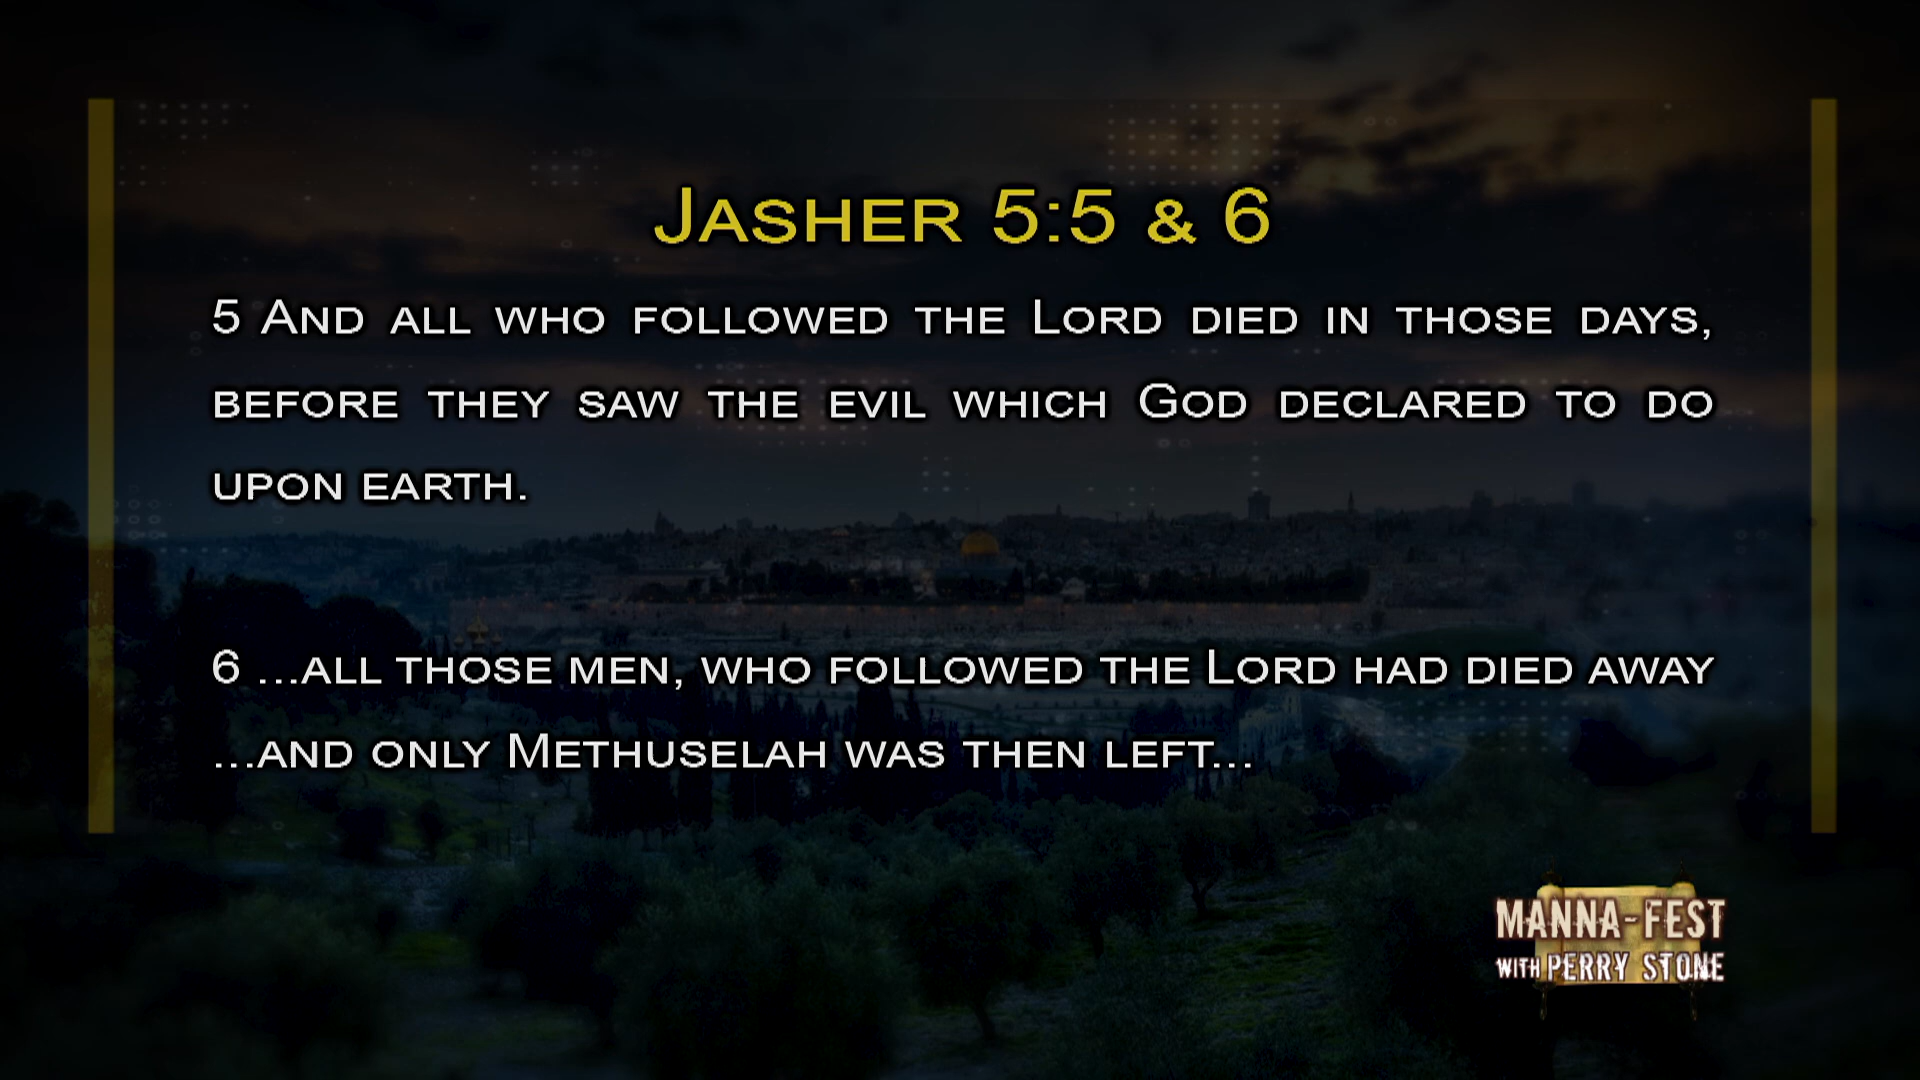 Jasher 5:5 & 6
5 And all who followed the Lord died in those days,
before they saw the evil which God declared to do
upon earth.
6 ...all those men, who followed the Lord had died away
...and only Methuselah was then left...
MANNA-FEST
WITH PERRY STONE